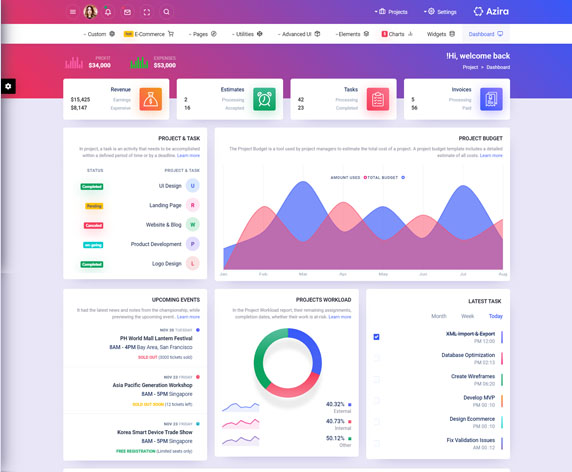 Projects
Settings
Azira
Custom
Hot
E-Commerce
Pages
Utilities
Advanced UI
Elements
Charts
Widgets
Dashboard
PROFIT
$34,000
EXPENSES
$53,000
!Hi, welcome back
Project » Dashboard
Revenue
$15,425 Earnings
$8,147 Expensive
Estimates
2 Processing
16 Accepted
Tasks
42 Processing
23 Completed
Invoices
5 Processing
56 Paid
PROJECT & TASK
In project, a task is an activity that needs to be accomplished
within a defined period of time or by a deadline. Learn more
STATUS PROJECT & TASK
Completed UI Design U
Pending Landing Page R
Canceled Website & Blog W
on-going Product Development P
Completed Logo Design L
PROJECT BUDGET
The Project Budget is a tool used by project managers to estimate the total cost of a project. A project budget template includes a detailed
estimate of all costs. Learn more
AMOUNT USED TOTAL BUDGET
Jan Feb Mar Apr May Jun Jul Aug
UPCOMING EVENTS
It had the latest news and stories from the championship, while
previewing the upcoming event.. Learn more
NOV 20 TUESDAY
PH World Mall Lantern Festival
8AM - 4PM Bay Area, San Francisco
SOLD OUT (3000 tickets sold)
NOV 23 FRIDAY
Asia Pacific Generation Workshop
8AM - 5PM Singapore
SOLD OUT SOON (12 tickets left)
NOV 23 FRIDAY
Korea Smart Device Trade Show
8AM - 5PM Singapore
FREE REGISTRATION (Limited seats only)
PROJECTS WORKLOAD
In the Project Workload report, their remaining assignments,
completion dates, whether their work is at-risk. Learn more
40.32%
External
40.73%
Internal
50.12%
Other
LATEST TASK
Month Week Today
XML Import & Export
PM 12:00
Database Optimization
PM 02:13
Create Wireframes
PM 06:20
Develop MVP
PM 00:10
Design Ecommerce
PM 00:10
Fix Validation Issues
AM 00:12